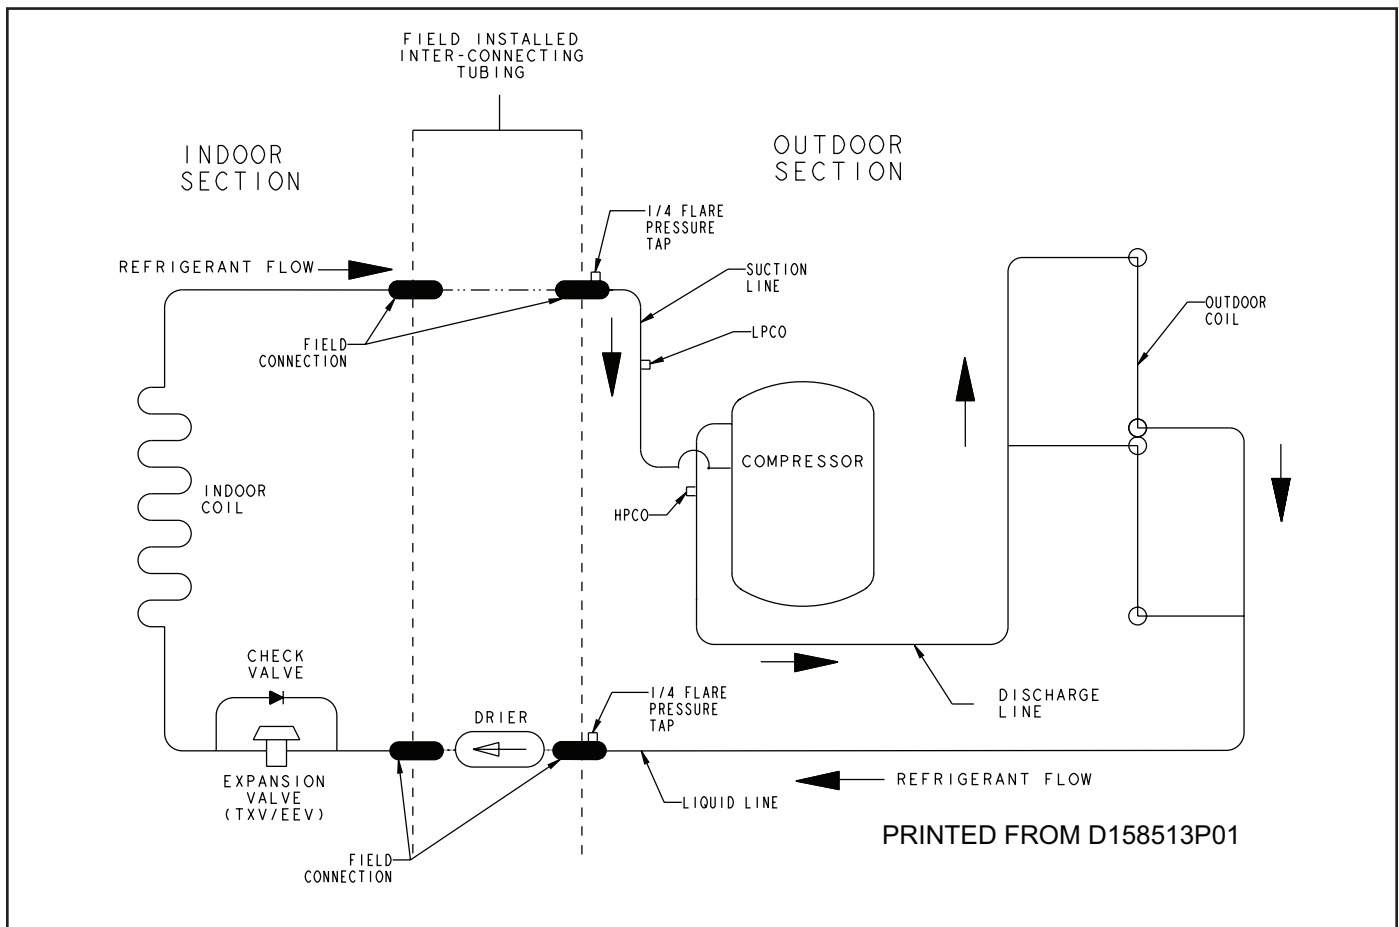 FIELD INSTALLED
INTER-CONNECTING
TUBING
INDOOR
SECTION
OUTDOOR
SECTION
1/4 FLARE
PRESSURE
TAP
REFRIGERANT FLOW
SUCTION
LINE
OUTDOOR
COIL
LPCO
FIELD
CONNECTION
COMPRESSOR
INDOOR
COIL
HPCO
CHECK
VALVE
1/4 FLARE
PRESSURE
TAP
DISCHARGE
LINE
DRIER
EXPANSION
VALVE
(TXV/EEV)
REFRIGERANT FLOW
LIQUID LINE
PRINTED FROM D158513P01
FIELD
CONNECTION